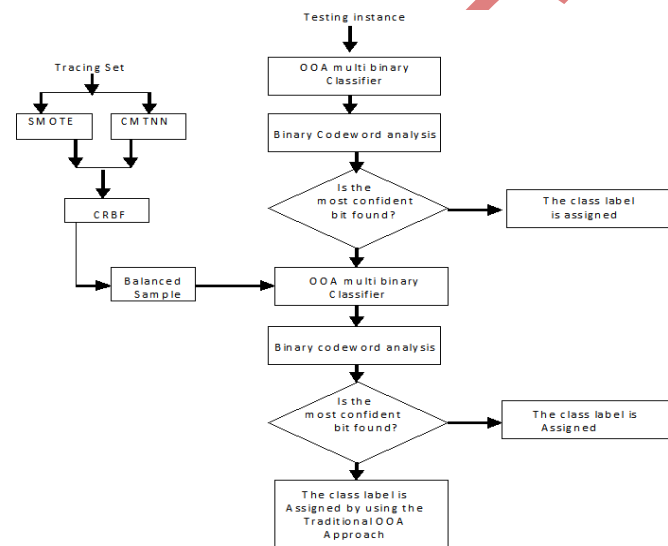 Testing instance
OOA multi binary
Classifier
Tracing Set
SMOTE
CMTNN
Binary Codeword analysis
Is the
most confident
bit found?
The class label
is assigned
CRBF
Balanced
Sample
OOA multi binary
Classifier
Binary codeword analysis
Is the
most confident
bit found?
The class label is
Assigned
The class label is
Assigned by using the
Traditional OOA
Approach